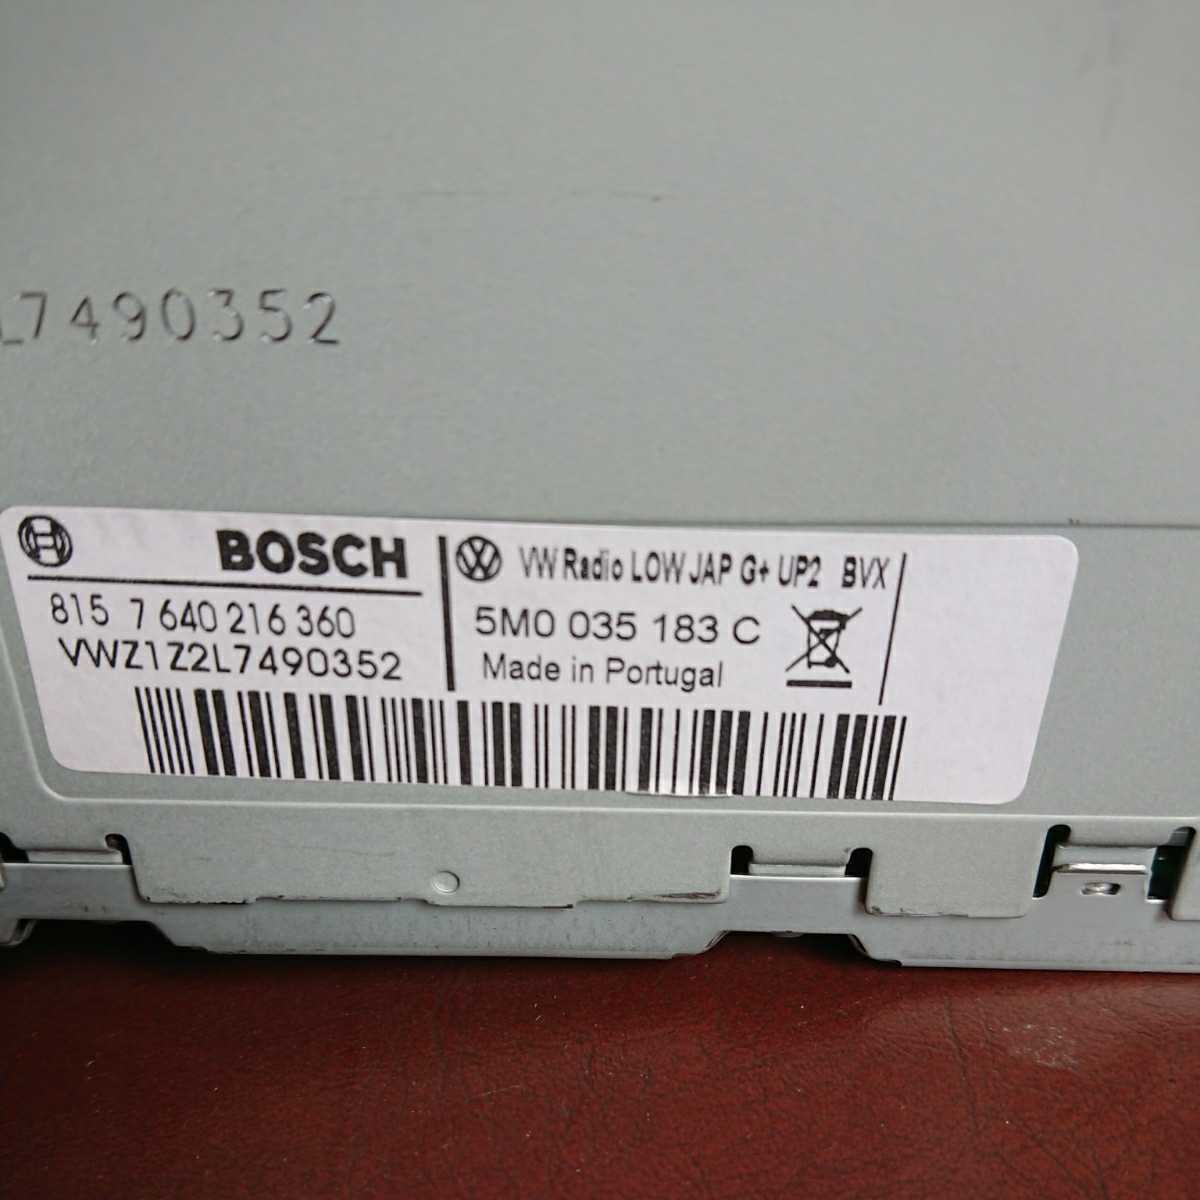 L7490352
BOSCH
815 7 640 216 360
VWZ1Z2L7490352
VW Radio LOW JAP G+ UP2 BVX
5M0 035 183 C
Made in Portugal